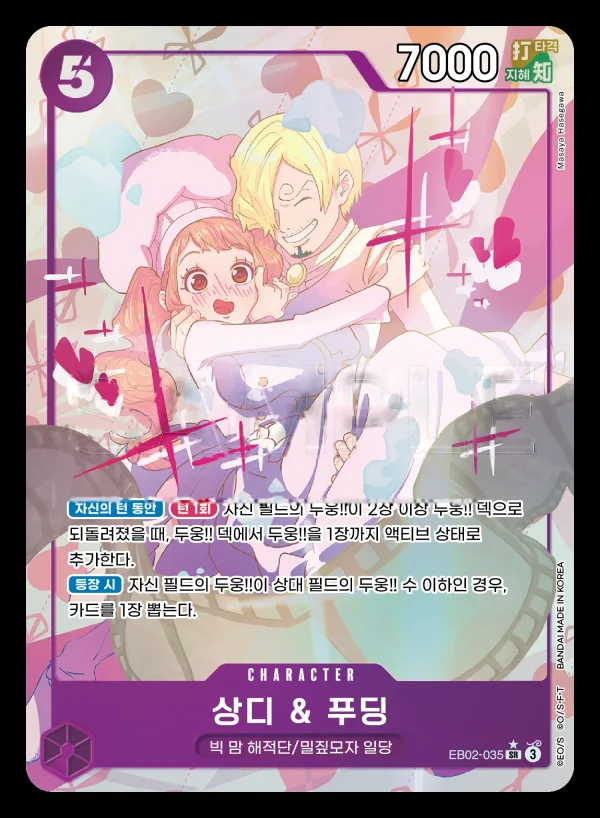 5
7000
打 타격
지혜 知
Masaya Hasegawa
SAMPLE
자신의 턴 동안 턴 1회 자신 필드의 두웅!!이 2장 이상 두웅!! 덱으로
되돌려졌을 때, 두웅!! 덱에서 두웅!!을 1장까지 액티브 상태로
추가한다.
등장 시 자신 필드의 두웅!!이 상대 필드의 두웅!! 수 이하인 경우,
카드를 1장 뽑는다.
CHARACTER
상디 & 푸딩
빅 맘 해적단/밀짚모자 일당
EB02-035 SR 3
©EO/S ©O/S·F·T BANDAI MADE IN KOREA